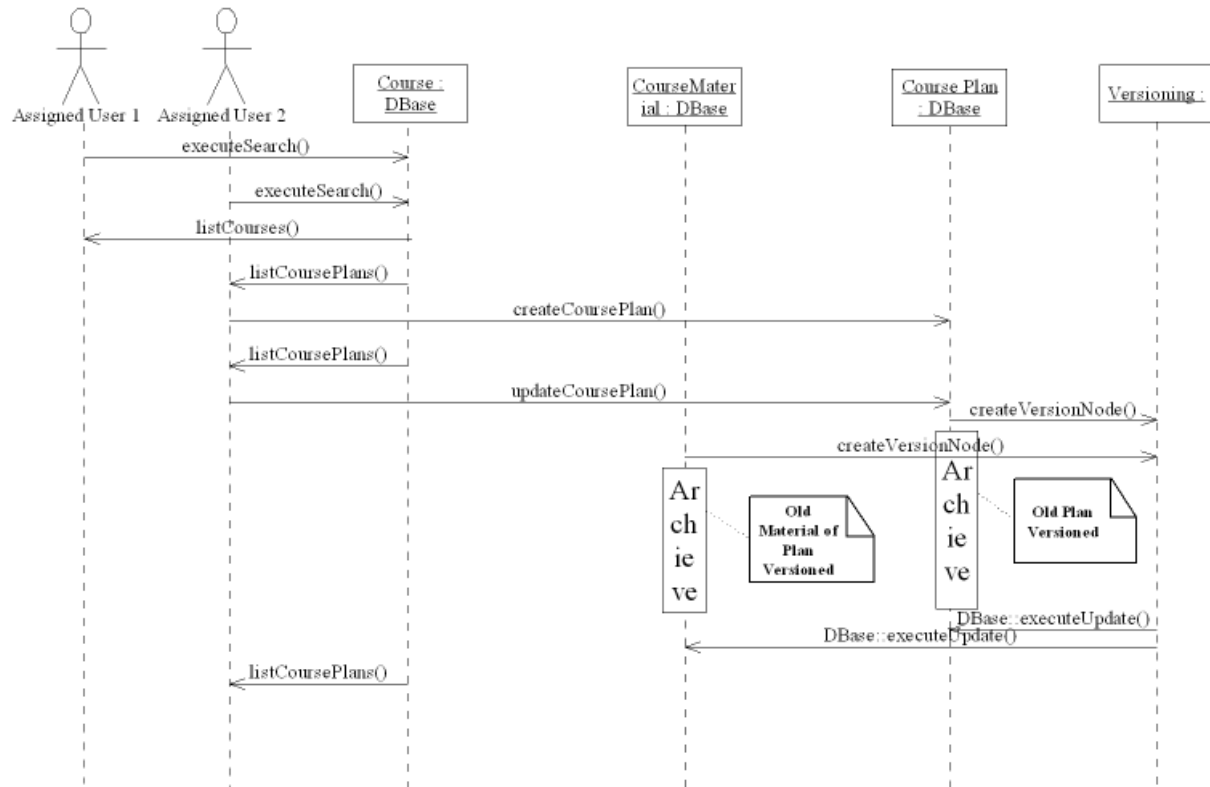 Assigned User 1
Assigned User 2
Course :
DBase
CourseMater
ial : DBase
Course Plan
: DBase
Versioning :
executeSearch()
executeSearch()
listCourses()
listCoursePlans()
createCoursePlan()
listCoursePlans()
updateCoursePlan()
createVersionNode()
createVersionNode()
Ar
ch
ie
ve
Old
Material of
Plan
Versioned
Ar
ch
ie
ve
Old Plan
Versioned
DBase::executeUpdate()
DBase::executeUpdate()
listCoursePlans()